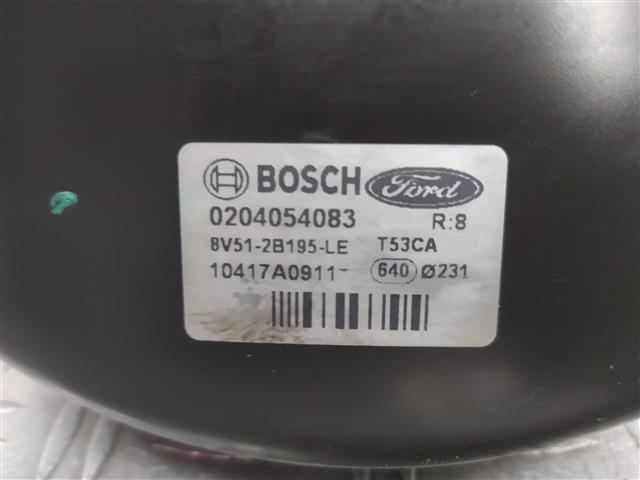 BOSCH Ford
0204054083 R:8
8V51-2B195-LE T53CA
10417A0911- 640 Ø231